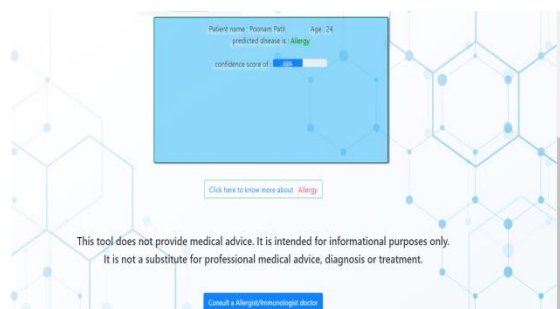 Patient name : Poonam Patil Age : 24
predicted disease is : Allergy
confidence score of :
Click here to know more about Allergy
This tool does not provide medical advice. It is intended for informational purposes only.
It is not a substitute for professional medical advice, diagnosis or treatment.
Consult a Allergist/Immunologist doctor